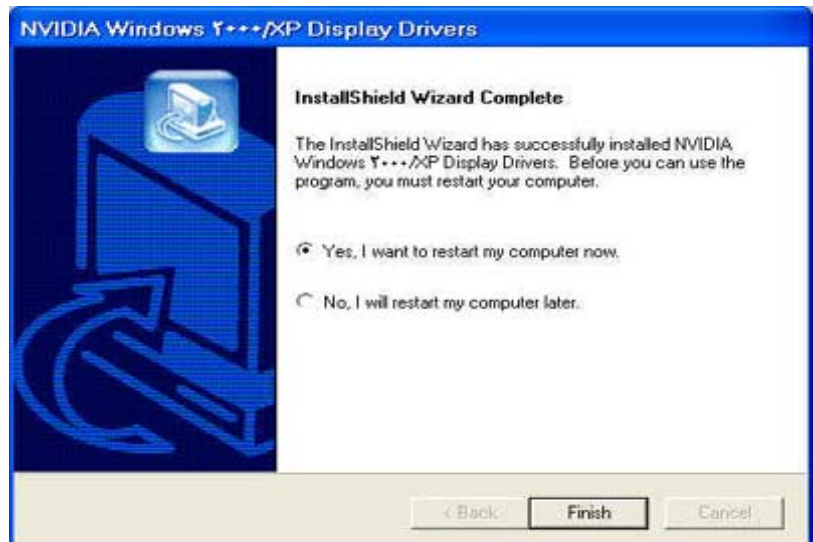 NVIDIA Windows ۲۰۰۰/XP Display Drivers
InstallShield Wizard Complete
The InstallShield Wizard has successfully installed NVIDIA
Windows ۲۰۰۰/XP Display Drivers. Before you can use the
program, you must restart your computer.
Yes, I want to restart my computer now.
No, I will restart my computer later.
< Back
Finish
Cancel